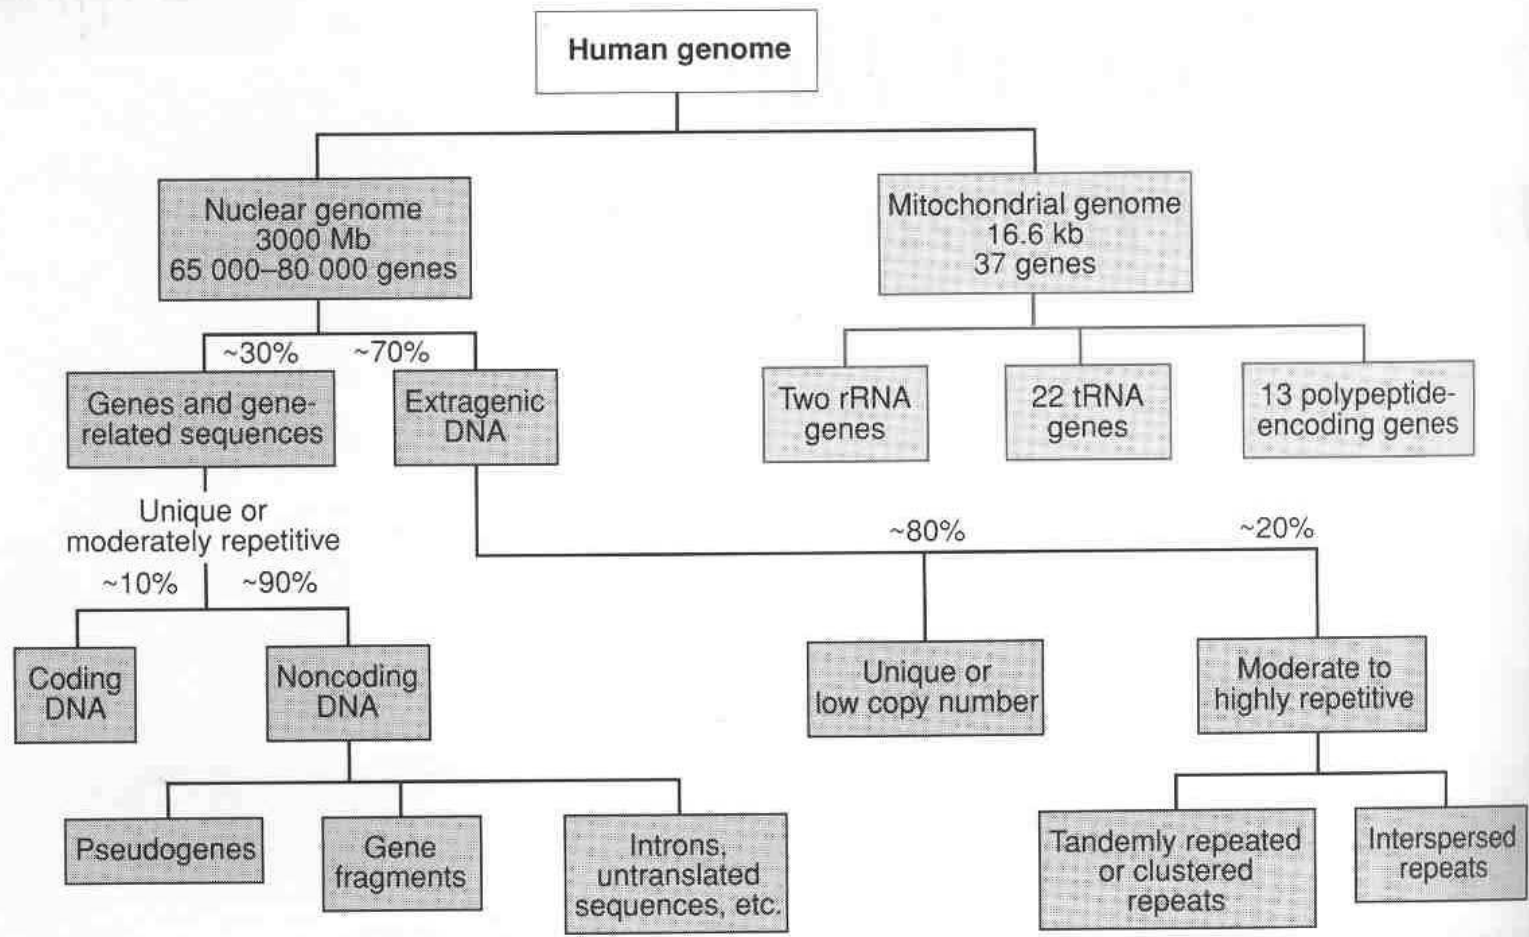 Human genome
Nuclear genome
3000 Mb
65 000–80 000 genes
Mitochondrial genome
16.6 kb
37 genes
~30%
~70%
Genes and gene-
related sequences
Extragenic
DNA
Two rRNA
genes
22 tRNA
genes
13 polypeptide-
encoding genes
Unique or
moderately repetitive
~10%
~90%
~80%
~20%
Coding
DNA
Noncoding
DNA
Unique or
low copy number
Moderate to
highly repetitive
Pseudogenes
Gene
fragments
Introns,
untranslated
sequences, etc.
Tandemly repeated
or clustered
repeats
Interspersed
repeats